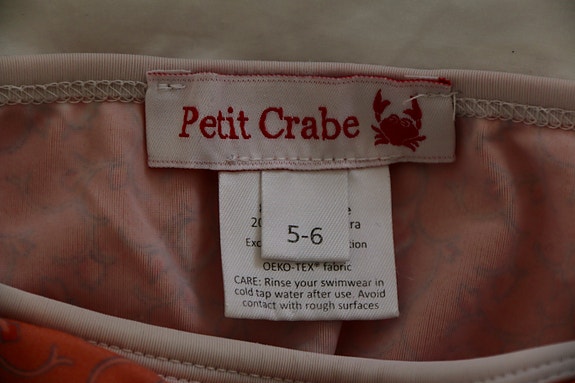 Petit Crabe
5-6
OEKO-TEX® fabric
CARE: Rinse your swimwear in
cold tap water after use. Avoid
contact with rough surfaces